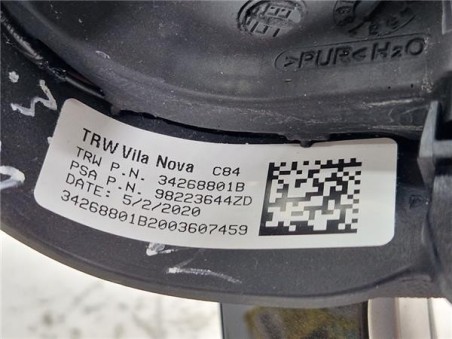 >PUR<H₂O
TRW Vila Nova C84
TRW P.N. 34268801B
PSA P.N. 98223644ZD
DATE: 5/2/2020
34268801B2003607459